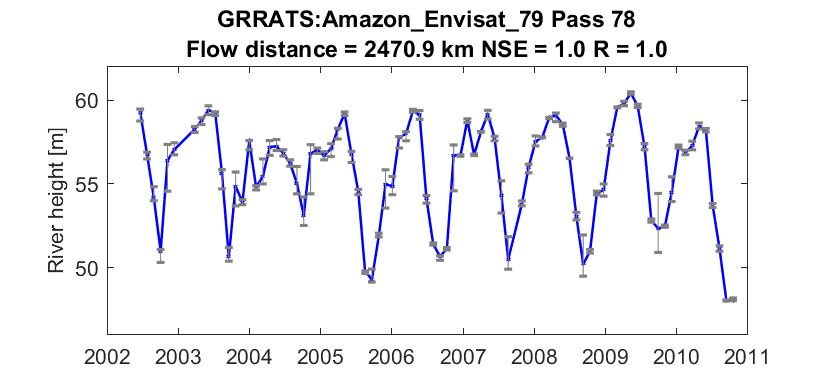 GRRATS:Amazon_Envisat_79 Pass 78
Flow distance = 2470.9 km NSE = 1.0 R = 1.0
60
55
50
River height [m]
2002 2003 2004 2005 2006 2007 2008 2009 2010 2011